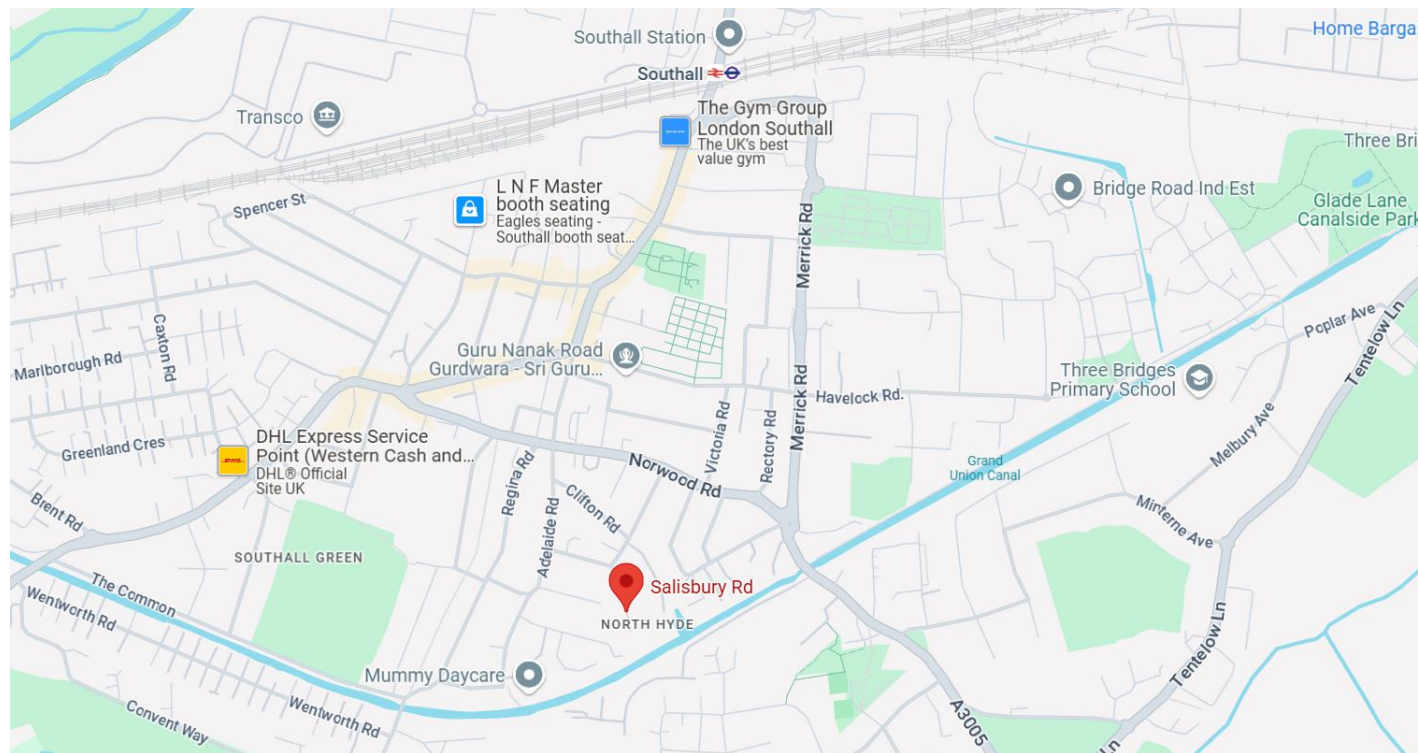 Southall Station
Home Barga
Southall
The Gym Group
London Southall
The UK's best
value gym
Transco
Three Bri
L N F Master
booth seating
Eagles seating -
Southall booth seat...
Bridge Road Ind Est
Glade Lane
Canalside Park
Spencer St
Merrick Rd
Caxton Rd
Marlborough Rd
Guru Nanak Road
Gurdwara - Sri Guru...
Poplar Ave
Tentelow Ln
Three Bridges
Primary School
Havelock Rd.
Merrick Rd
Greenland Cres
DHL Express Service
Point (Western Cash and...
DHL® Official
Site UK
Victoria Rd
Rectory Rd
Melbury Ave
Norwood Rd
Grand
Union Canal
Regina Rd
Clifton Rd
Brent Rd
Adelaide Rd
Minterne Ave
SOUTHALL GREEN
The Common
Wentworth Rd
Salisbury Rd
NORTH HYDE
Mummy Daycare
Tentelow Ln
Wentworth Rd
Convent Way
A3005
Tentelow Ln